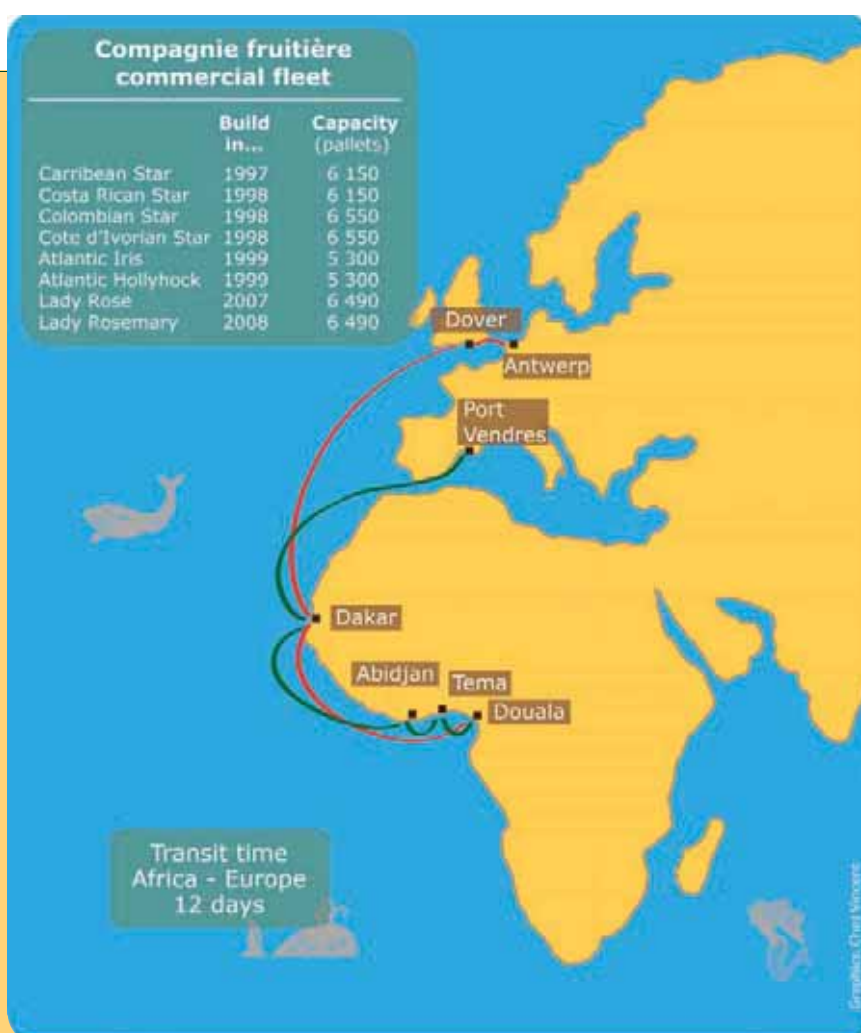 Compagnie fruitière
commercial fleet
Build Capacity
in... (pallets)
Carribean Star 1997 6 150
Costa Rican Star 1998 6 150
Colombian Star 1998 6 550
Cote d'Ivorian Star 1998 6 550
Atlantic Iris 1999 5 300
Atlantic Hollyhock 1999 5 300
Lady Rose 2007 6 490
Lady Rosemary 2008 6 490
Dover
Antwerp
Port
Vendres
Dakar
Abidjan
Tema
Douala
Transit time
Africa - Europe
12 days